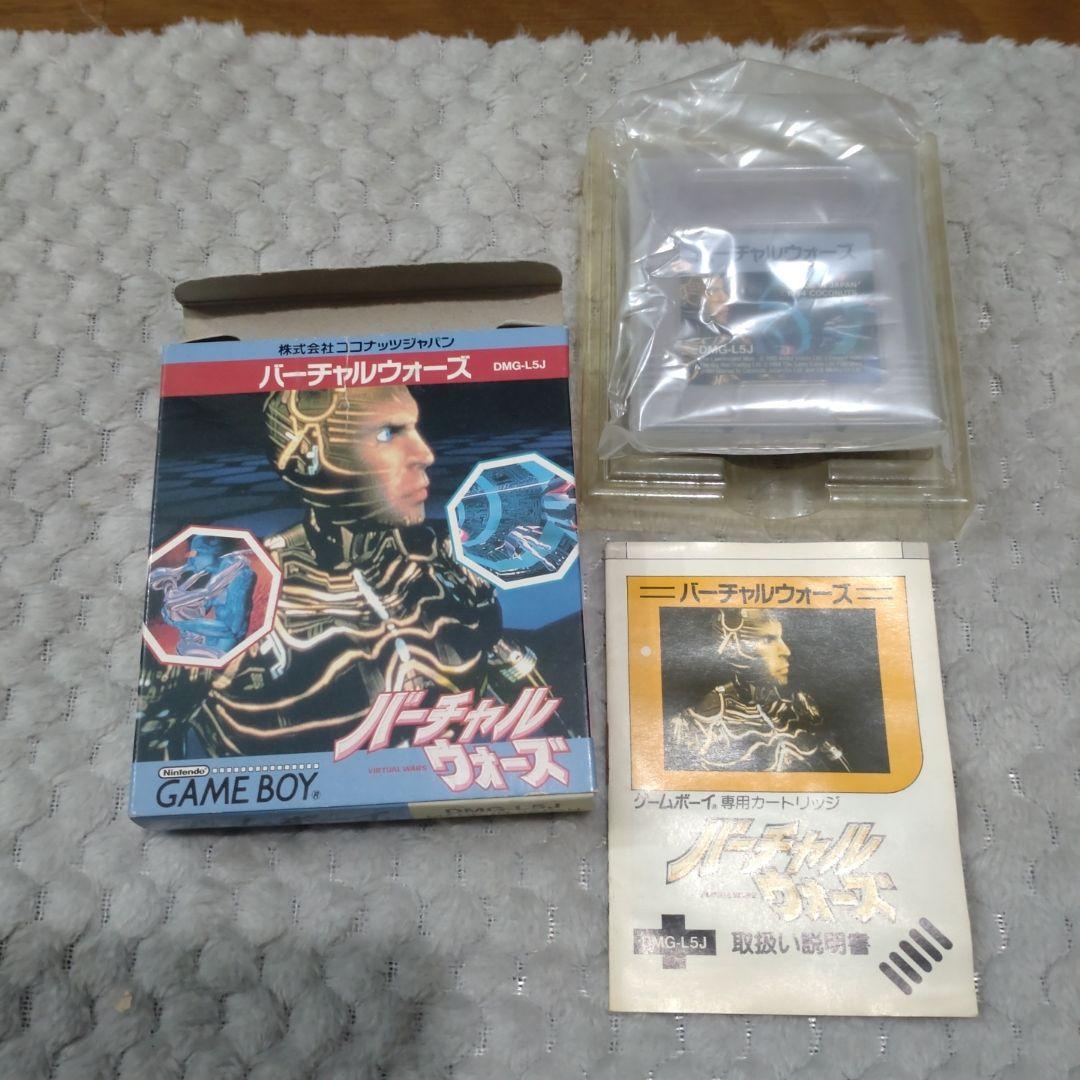 株式会社ココナッツジャパン
バーチャルウォーズ DMG-L5J
バーチャル
VIRTUAL WARS ウォーズ
Nintendo
GAME BOY®
DMG-L5J
バーチャルウォーズ
JAPAN
COCONUTS
DMG-L5J
バーチャルウォーズ
ゲームボーイ専用カートリッジ
バーチャル
ウォーズ
DMG-L5J 取扱い説明書